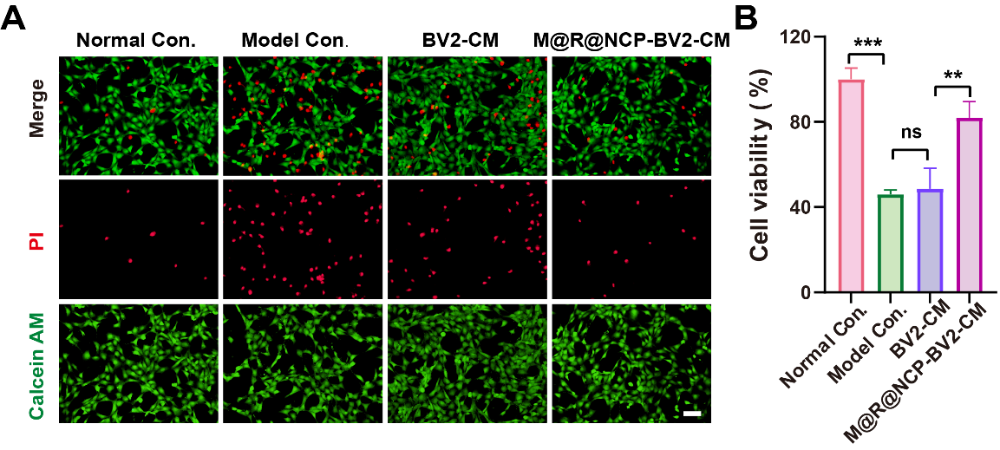 A
Normal Con.
Model Con.
BV2-CM
M@R@NCP-BV2-CM
Merge
PI
Calcein AM
B
Cell viability (%)
120
80
40
0
***
ns
**
Normal Con.
Model Con.
BV2-CM
M@R@NCP-BV2-CM